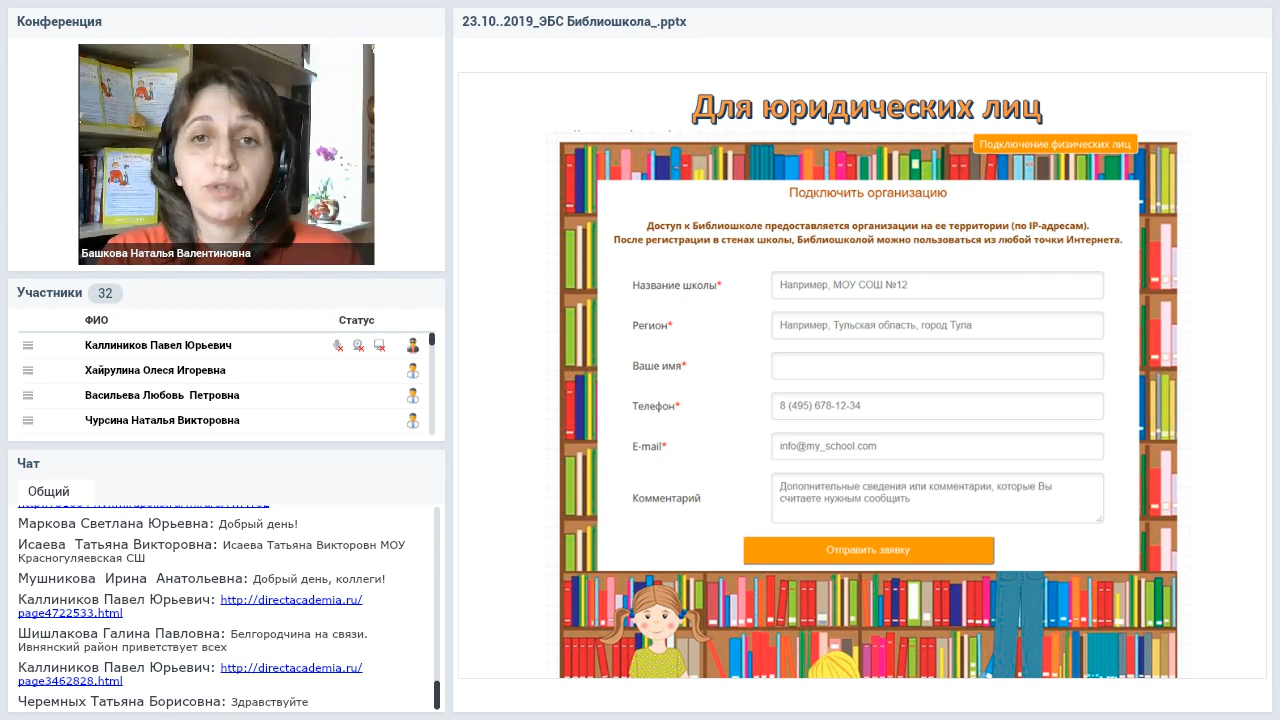 Конференция
Башкова Наталья Валентиновна
Участники 32
ФИО Статус
Каллиников Павел Юрьевич
Хайрулина Олеся Игоревна
Васильева Любовь Петровна
Чурсина Наталья Викторовна
Чат
Общий
Маркова Светлана Юрьевна: Добрый день!
Исаева Татьяна Викторовна: Исаева Татьяна Викторовн МОУ
Красногуляевская СШ
Мушникова Ирина Анатольевна: Добрый день, коллеги!
Каллиников Павел Юрьевич: http://directacademia.ru/
page4722533.html
Шишлакова Галина Павловна: Белгородчина на связи.
Ивнянский район приветствует всех
Каллиников Павел Юрьевич: http://directacademia.ru/
page3462828.html
Черемных Татьяна Борисовна: Здравствуйте
23.10..2019_ЭБС Библиошкола_.pptx
Для юридических лиц
Подключение физических лиц
Подключить организацию
Доступ к Библиошколе предоставляется организации на ее территории (по IP-адресам).
После регистрации в стенах школы, Библиошколой можно пользоваться из любой точки Интернета.
Название школы* Например, МОУ СОШ №12
Регион* Например, Тульская область, город Тула
Ваше имя*
Телефон* 8 (495) 678-12-34
E-mail* info@my_school.com
Комментарий Дополнительные сведения или комментарии, которые Вы
считаете нужным сообщить
Отправить заявку